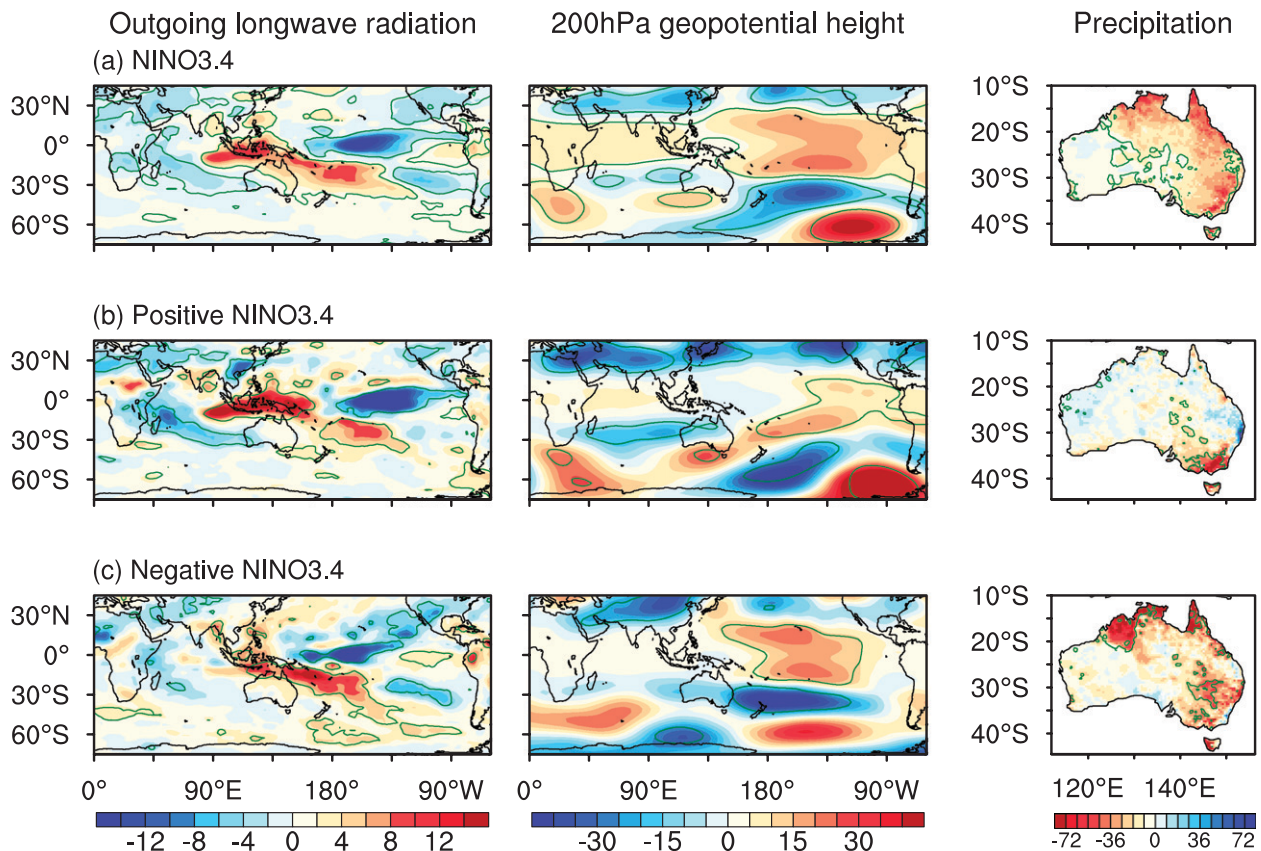 Outgoing longwave radiation 200hPa geopotential height Precipitation
(a) NINO3.4
30°N 0° 30°S 60°S
10°S 20°S 30°S 40°S
(b) Positive NINO3.4
30°N 0° 30°S 60°S
10°S 20°S 30°S 40°S
(c) Negative NINO3.4
30°N 0° 30°S 60°S
10°S 20°S 30°S 40°S
0° 90°E 180° 90°W 0° 90°E 180° 90°W 120°E 140°E
-12 -8 -4 0 4 8 12 -30 -15 0 15 30 -72 -36 0 36 72